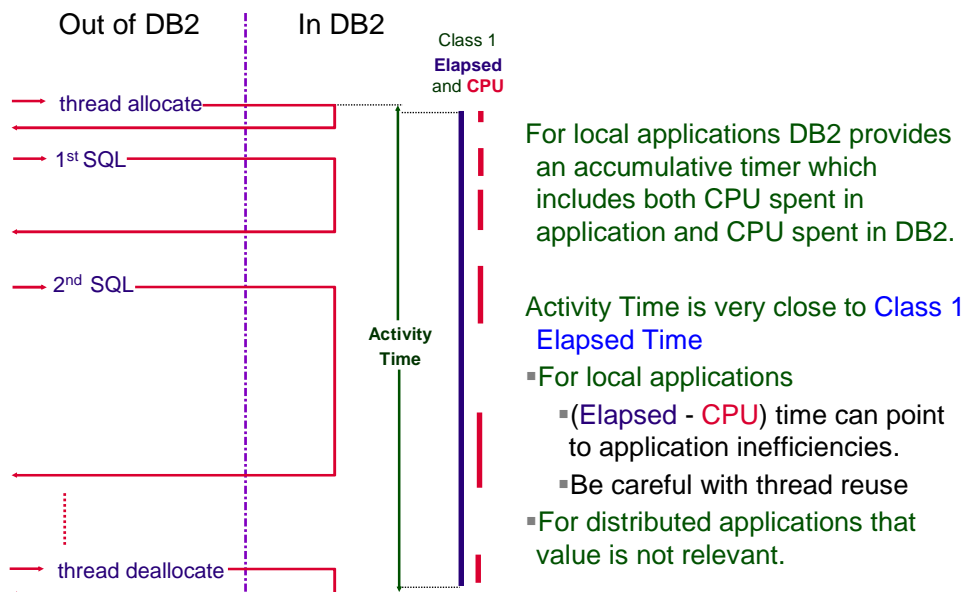 Out of DB2
In DB2
Class 1
Elapsed
and CPU
thread allocate
1st SQL
2nd SQL
Activity
Time
thread deallocate
For local applications DB2 provides
an accumulative timer which
includes both CPU spent in
application and CPU spent in DB2.
Activity Time is very close to Class 1
Elapsed Time
▪For local applications
▪(Elapsed - CPU) time can point
to application inefficiencies.
▪Be careful with thread reuse
▪For distributed applications that
value is not relevant.